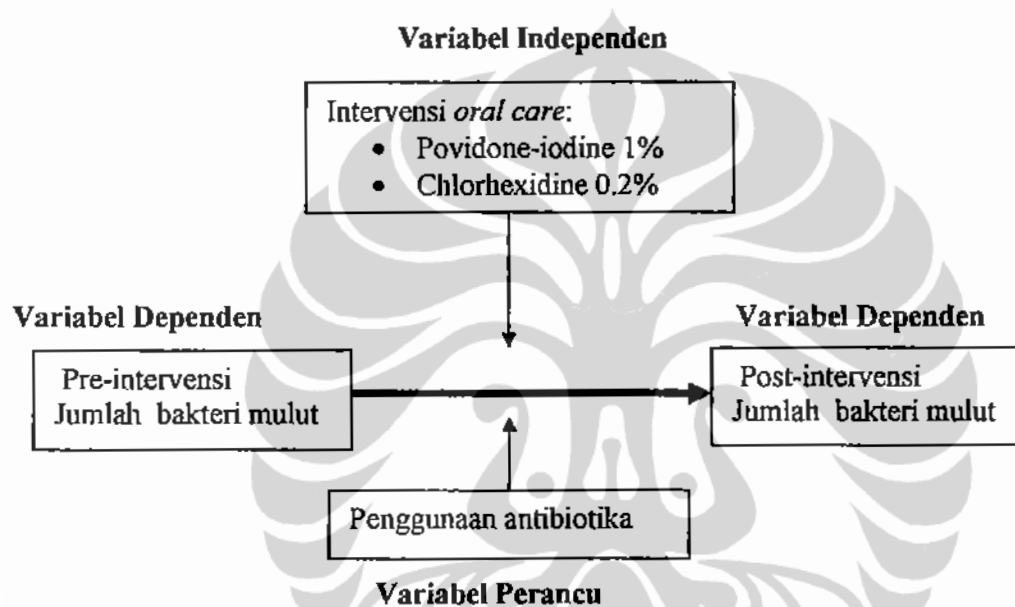 Variabel Independen
Intervensi oral care:
• Povidone-iodine 1%
• Chlorhexidine 0.2%
Variabel Dependen
Pre-intervensi
Jumlah bakteri mulut
Variabel Dependen
Post-intervensi
Jumlah bakteri mulut
Penggunaan antibiotika
Variabel Perancu